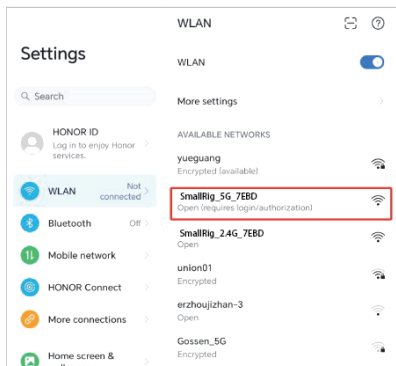 Settings
Search
HONOR ID
Log in to enjoy Honor
services.
WLAN
Not
connected
Bluetooth
Off
Mobile network
HONOR Connect
More connections
Home screen &
WLAN
WLAN
More settings
AVAILABLE NETWORKS
yueguang
Encrypted (available)
SmallRig_5G_7EBD
Open (requires login/authorization)
SmallRig_2.4G_7EBD
Open
union01
Encrypted
erzhoujizhan-3
Open
Gossen_5G
Encrypted